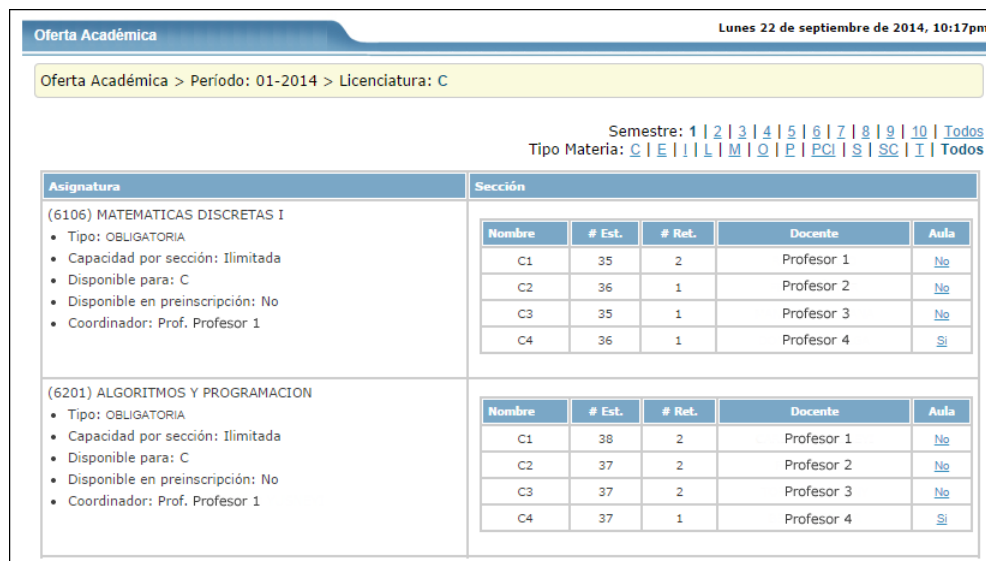 Oferta Académica
Lunes 22 de septiembre de 2014, 10:17pm
Oferta Académica > Período: 01-2014 > Licenciatura: C
Semestre: 1 | 2 | 3 | 4 | 5 | 6 | 7 | 8 | 9 | 10 | Todos
Tipo Materia: C | E | I | L | M | O | P | PCI | S | SC | T | Todos
Asignatura Sección
(6106) MATEMATICAS DISCRETAS I
• Tipo: OBLIGATORIA
• Capacidad por sección: Ilimitada
• Disponible para: C
• Disponible en preinscripción: No
• Coordinador: Prof. Profesor 1
Nombre # Est. # Ret. Docente Aula
C1 35 2 Profesor 1 No
C2 36 1 Profesor 2 No
C3 35 1 Profesor 3 No
C4 36 1 Profesor 4 Si
(6201) ALGORITMOS Y PROGRAMACION
• Tipo: OBLIGATORIA
• Capacidad por sección: Ilimitada
• Disponible para: C
• Disponible en preinscripción: No
• Coordinador: Prof. Profesor 1
Nombre # Est. # Ret. Docente Aula
C1 38 2 Profesor 1 No
C2 37 2 Profesor 2 No
C3 37 2 Profesor 3 No
C4 37 1 Profesor 4 Si